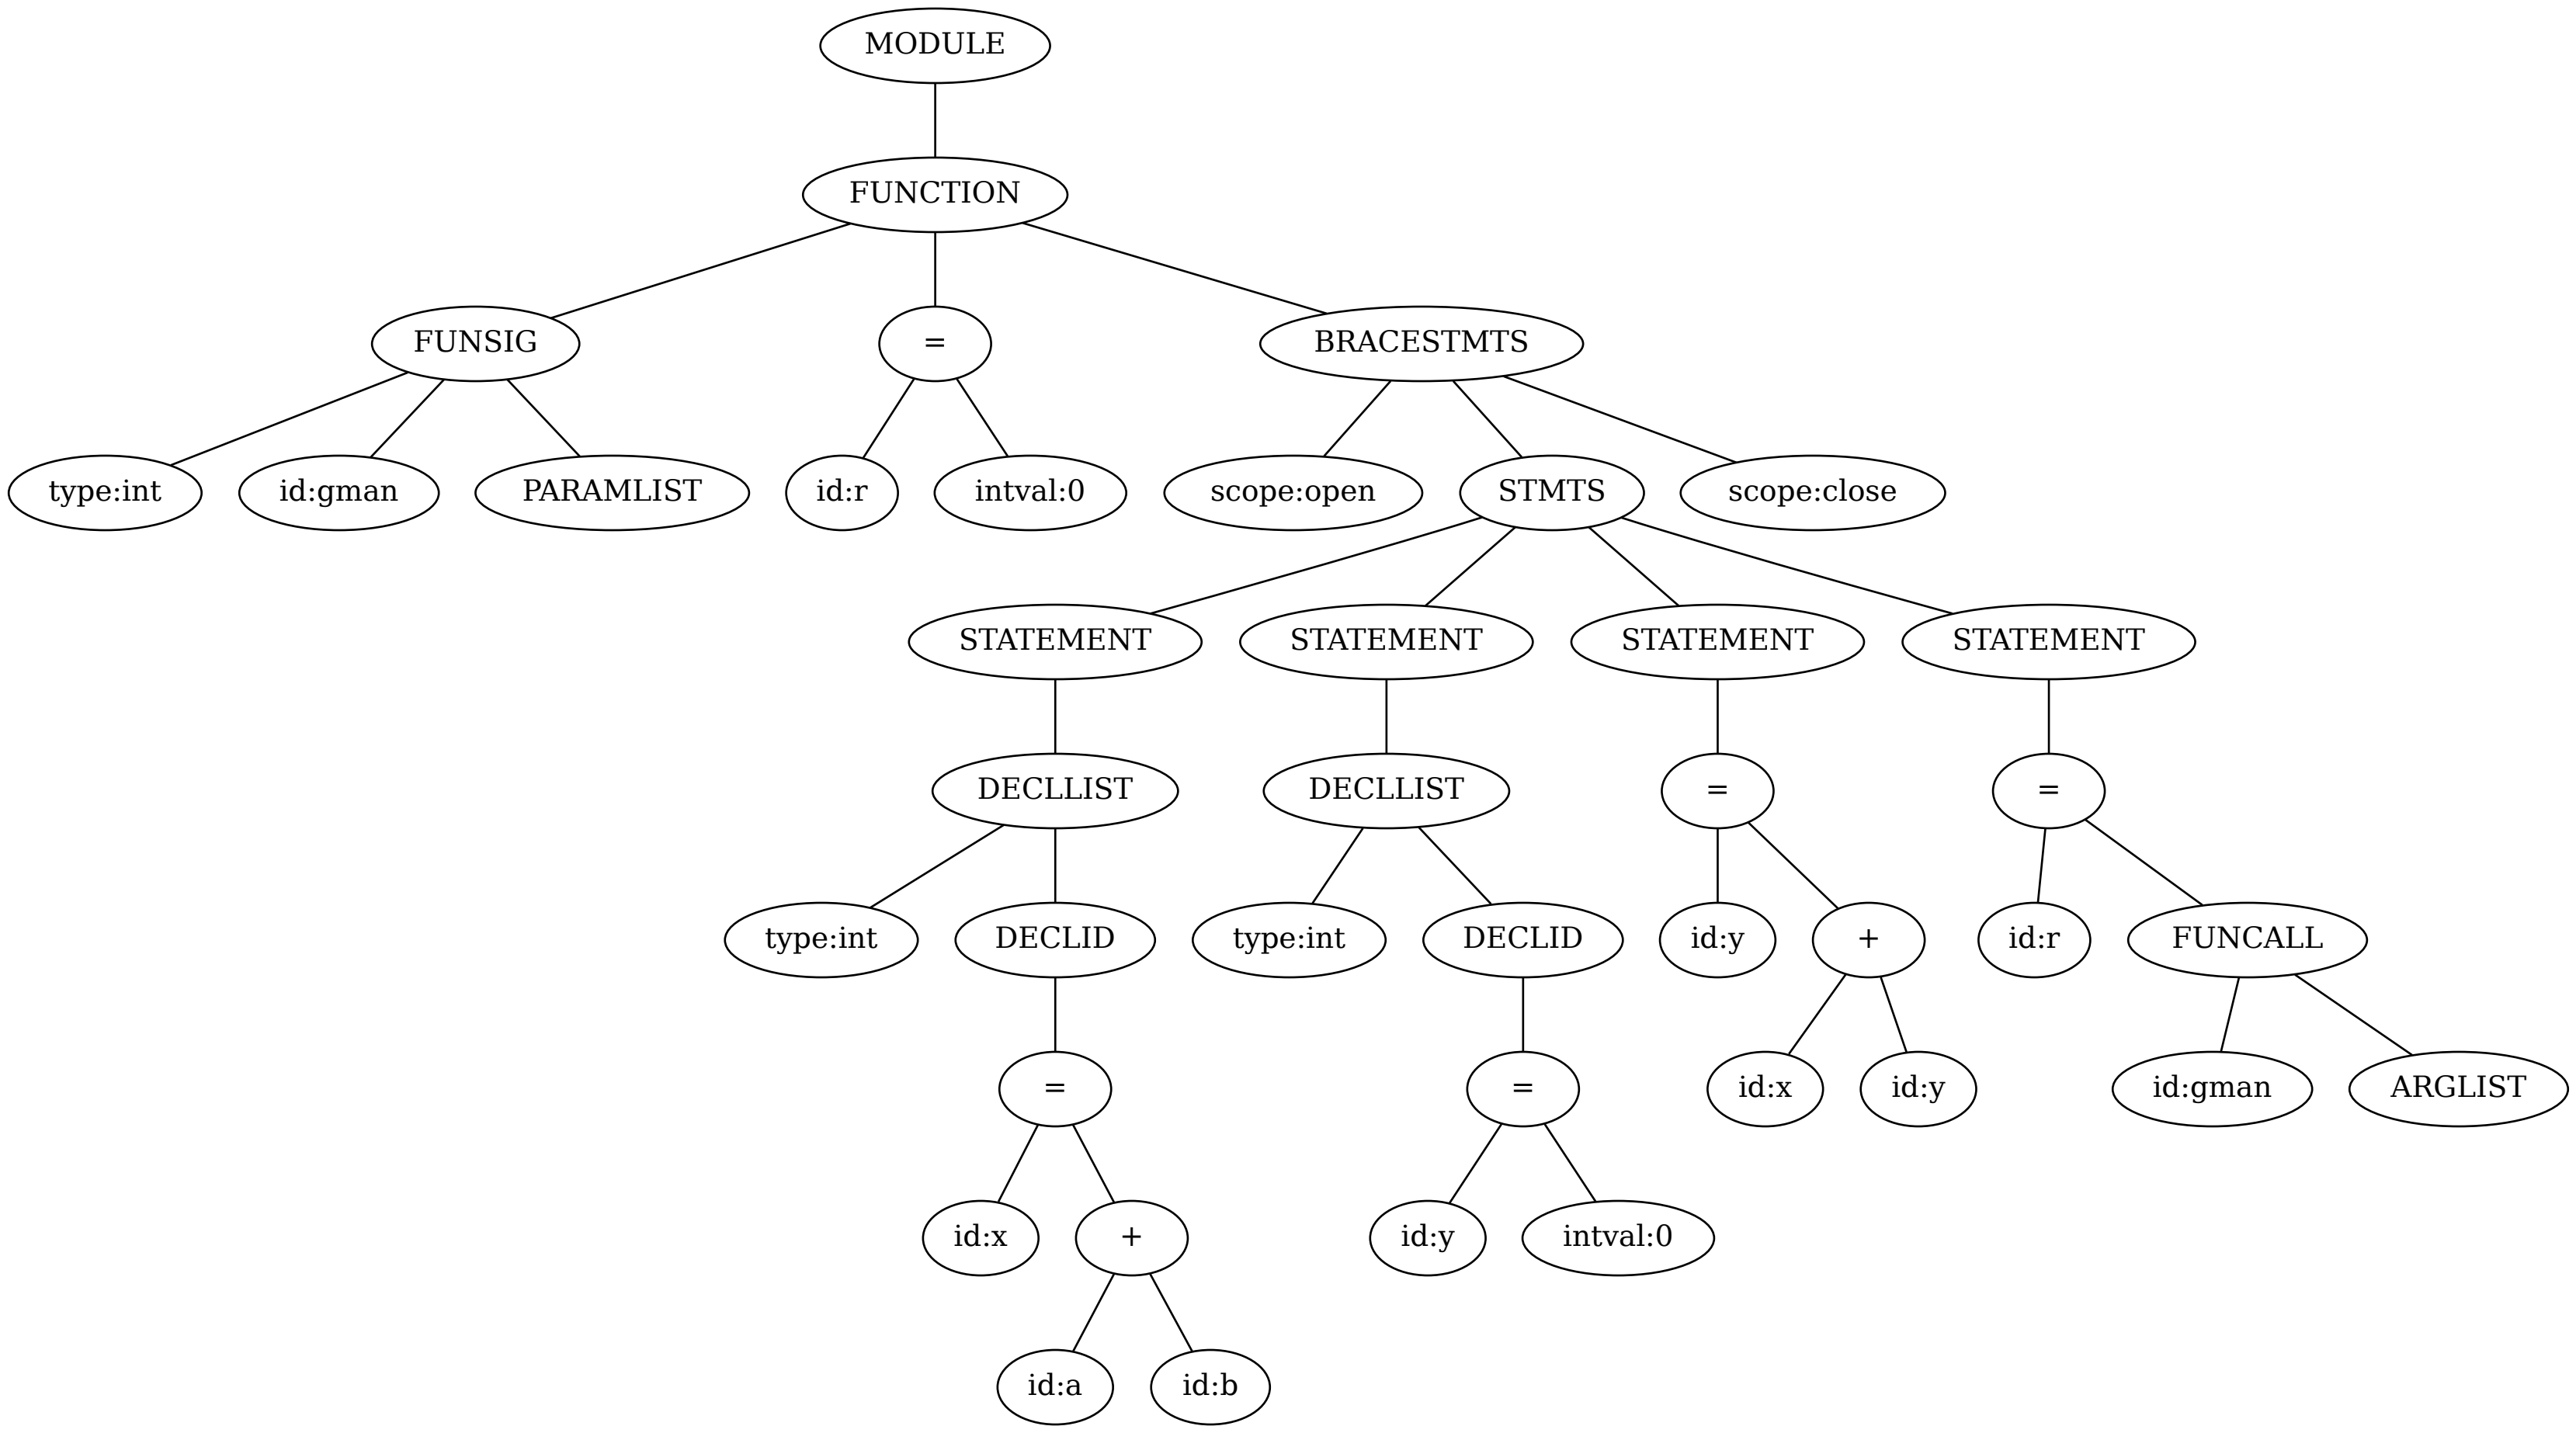 MODULE
FUNCTION
FUNSIG = BRACESTMTS
type:int id:gman PARAMLIST id:r intval:0 scope:open STMTS scope:close
STATEMENT STATEMENT STATEMENT STATEMENT
DECLLIST DECLLIST = =
type:int DECLID type:int DECLID id:y + id:r FUNCALL
= = id:x id:y id:gman ARGLIST
id:x + id:y intval:0
id:a id:b